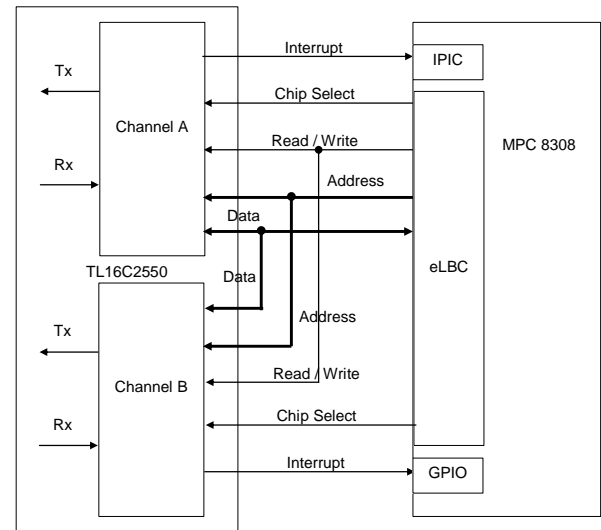 Interrupt
IPIC
Tx
Chip Select
Channel A
Read / Write
MPC 8308
Rx
Address
Data
TL16C2550
Data
eLBC
Address
Tx
Read / Write
Channel B
Chip Select
Rx
Interrupt
GPIO